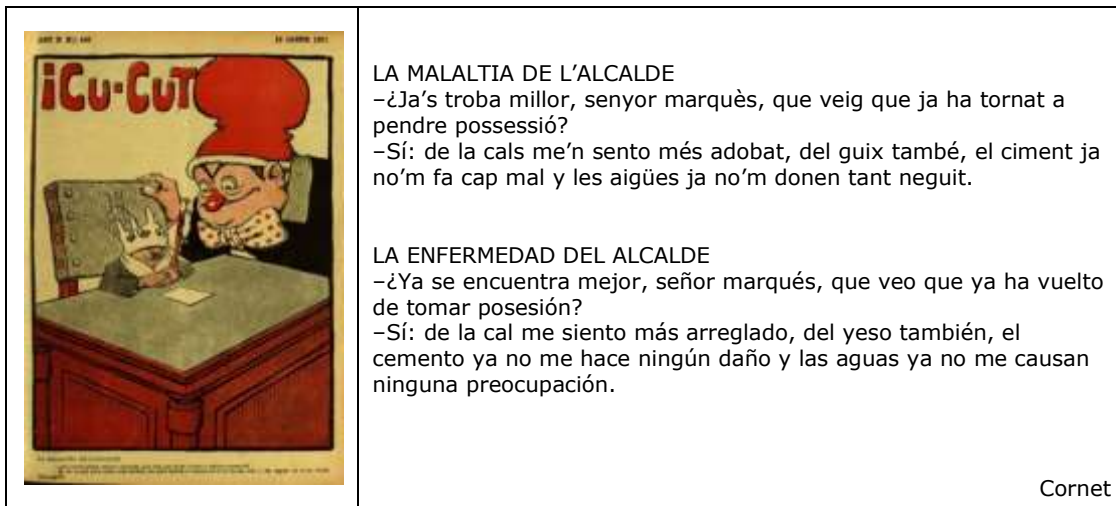 ¡CU-CUT
LA MALALTIA DE L’ALCALDE
–¿Ja’s troba millor, senyor marquès, que veig que ja ha tornat a
pendre possessió?
–Sí: de la cals me’n sento més adobat, del guix també, el ciment ja
no’m fa cap mal y les aigües ja no’m donen tant neguit.
LA ENFERMEDAD DEL ALCALDE
–¿Ya se encuentra mejor, señor marqués, que veo que ya ha vuelto
de tomar posesión?
–Sí: de la cal me siento más arreglado, del yeso también, el
cemento ya no me hace ningún daño y las aguas ya no me causan
ninguna preocupación.
Cornet